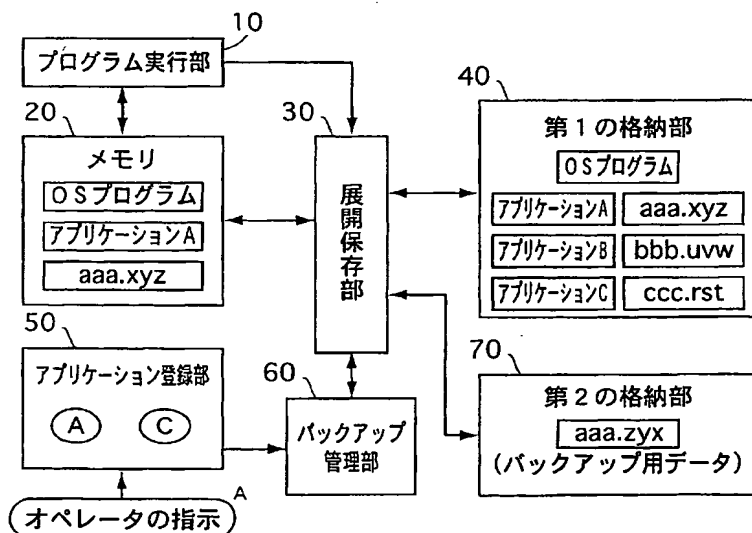 10
プログラム実行部
20
メモリ
OSプログラム
アプリケーションA
aaa.xyz
30
展開保存部
40
第1の格納部
OSプログラム
アプリケーションA
aaa.xyz
アプリケーションB
bbb.uvw
アプリケーションC
ccc.rst
50
アプリケーション登録部
A
C
60
バックアップ
管理部
70
第2の格納部
aaa.zyx
(バックアップ用データ)
オペレータの指示
A